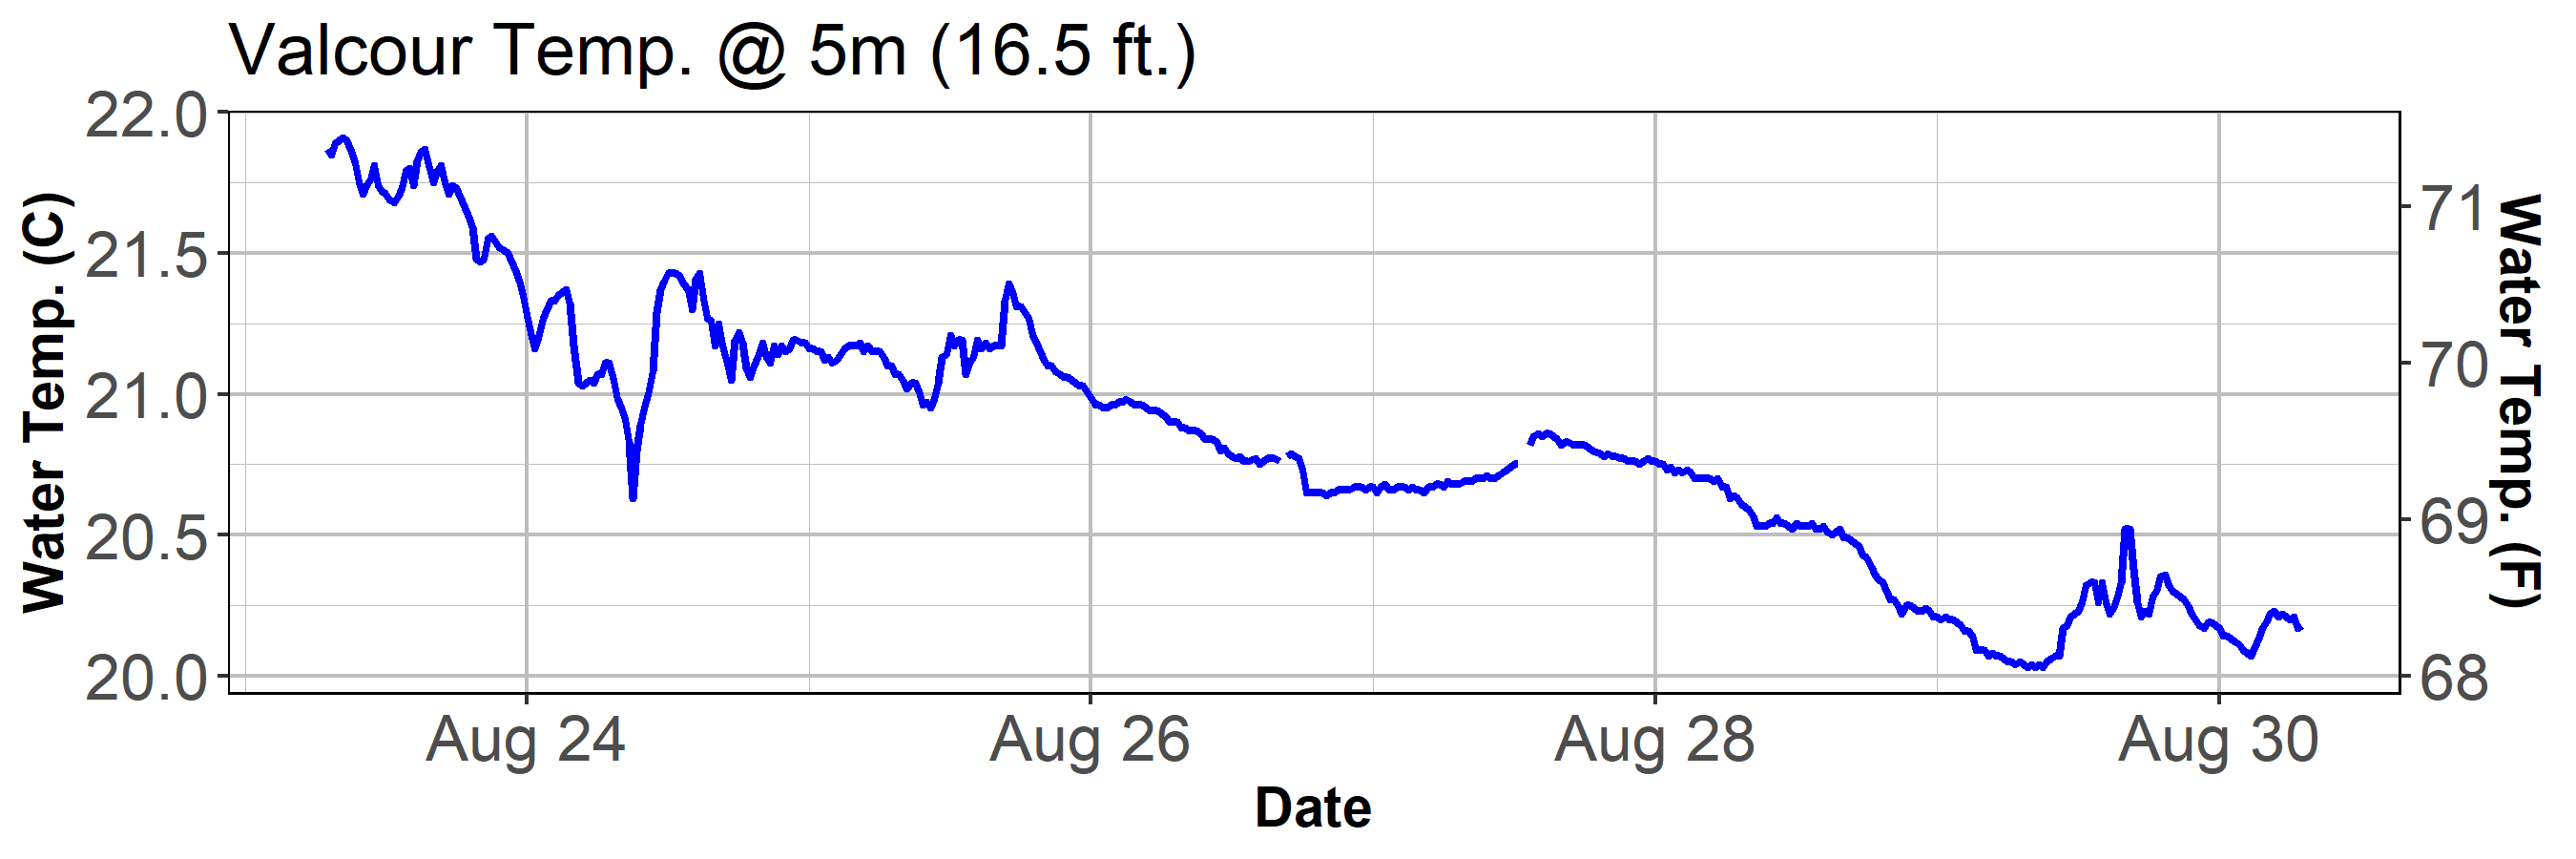 Valcour Temp. @ 5m (16.5 ft.)
Water Temp. (C)
22.0
21.5
21.0
20.5
20.0
71
70
69
68
Water Temp. (F)
Aug 24
Aug 26
Aug 28
Aug 30
Date